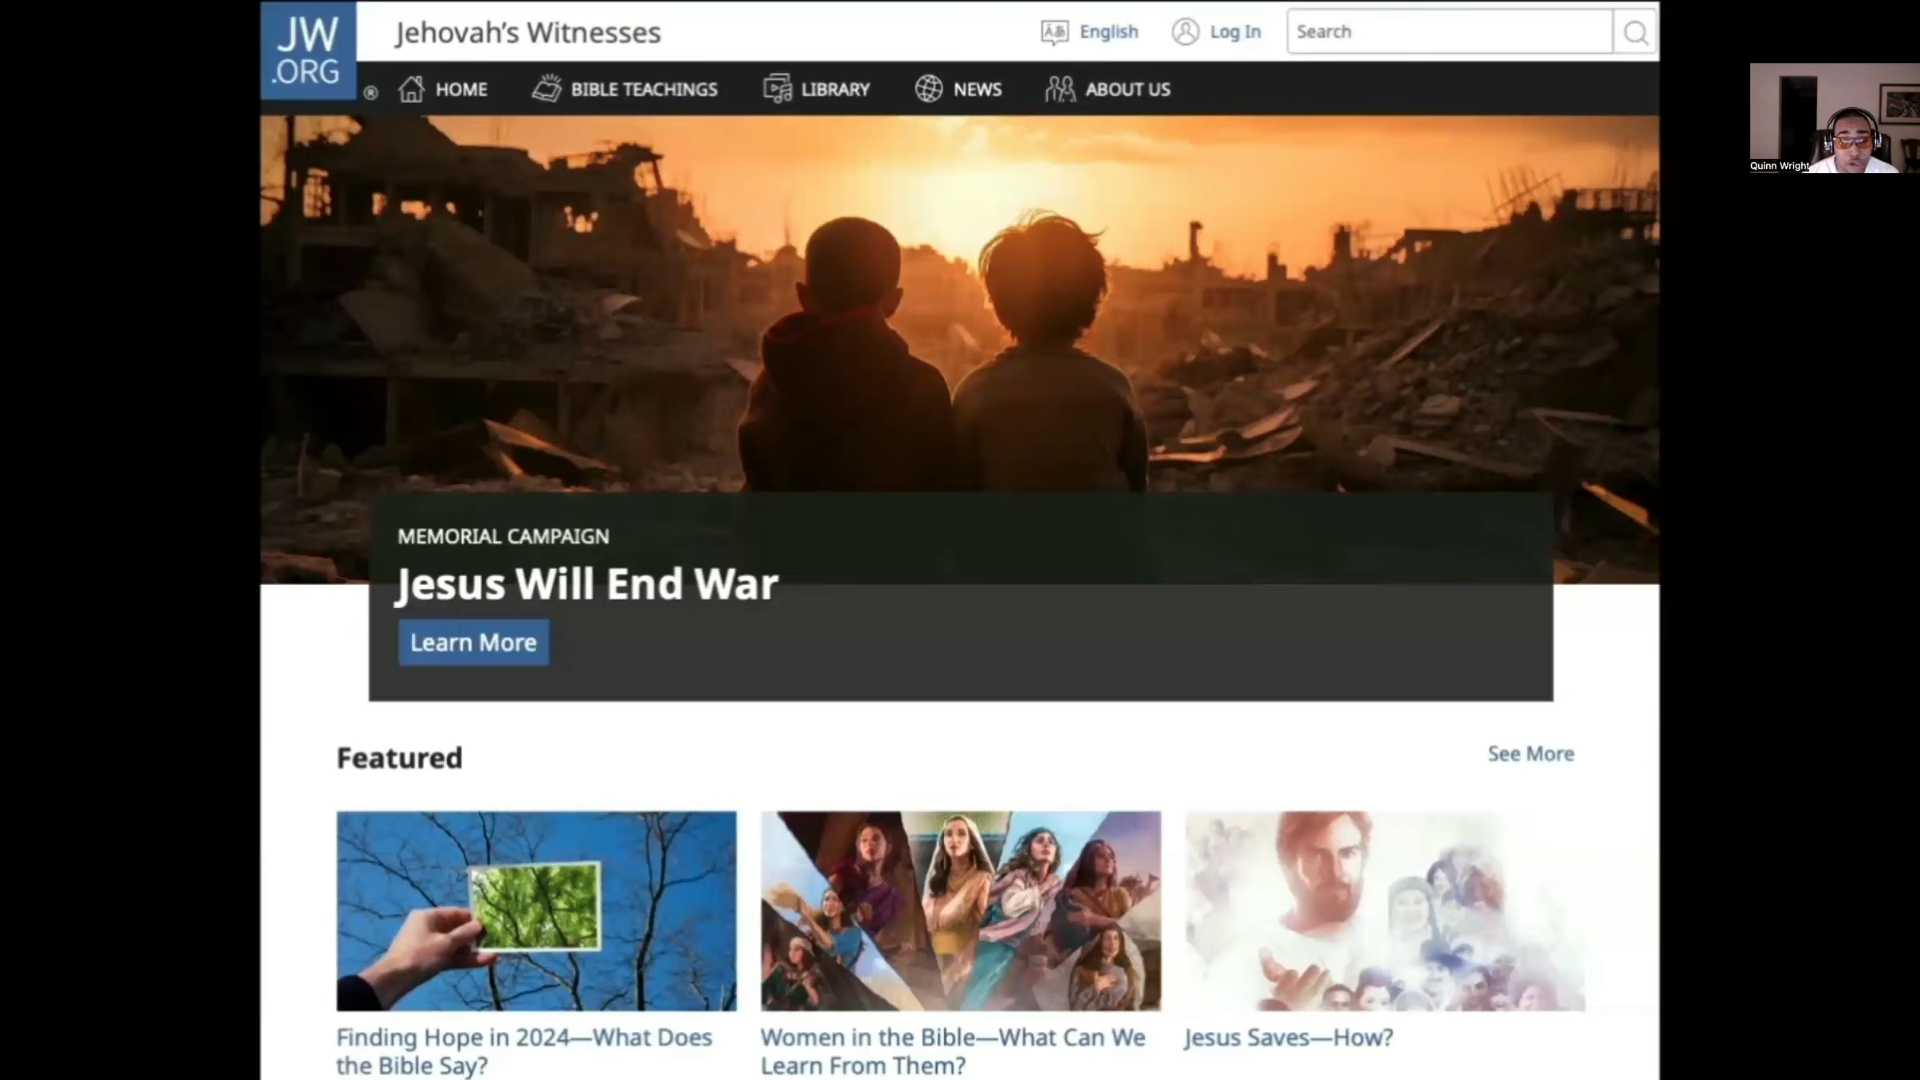 JW
.ORG
®
Jehovah's Witnesses
English
Log In
Search
HOME
BIBLE TEACHINGS
LIBRARY
NEWS
ABOUT US
Quinn Wright
MEMORIAL CAMPAIGN
Jesus Will End War
Learn More
Featured
See More
Finding Hope in 2024—What Does
the Bible Say?
Women in the Bible—What Can We
Learn From Them?
Jesus Saves—How?